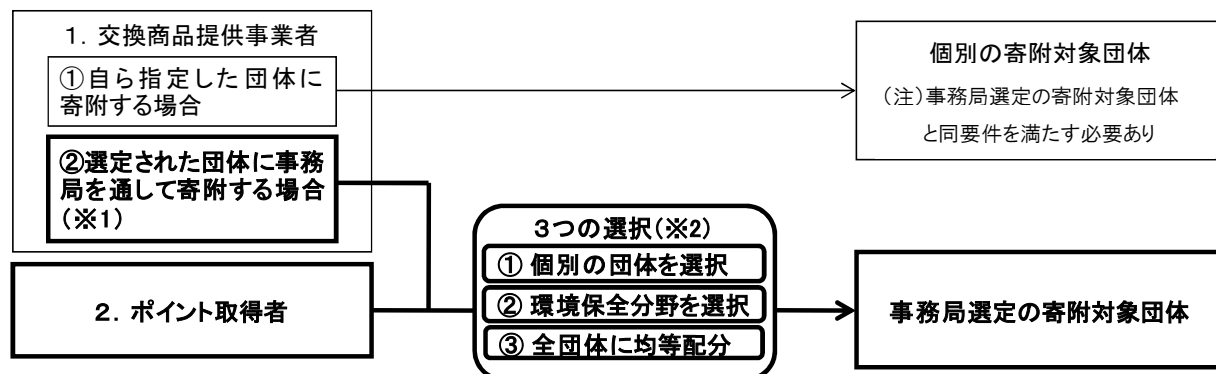 1．交換商品提供事業者
①自ら指定した団体に
寄附する場合
②選定された団体に事務
局を通して寄附する場合
（※1）
2．ポイント取得者
3つの選択（※2）
① 個別の団体を選択
② 環境保全分野を選択
③ 全団体に均等配分
個別の寄附対象団体
（注）事務局選定の寄附対象団体
と同要件を満たす必要あり
事務局選定の寄附対象団体